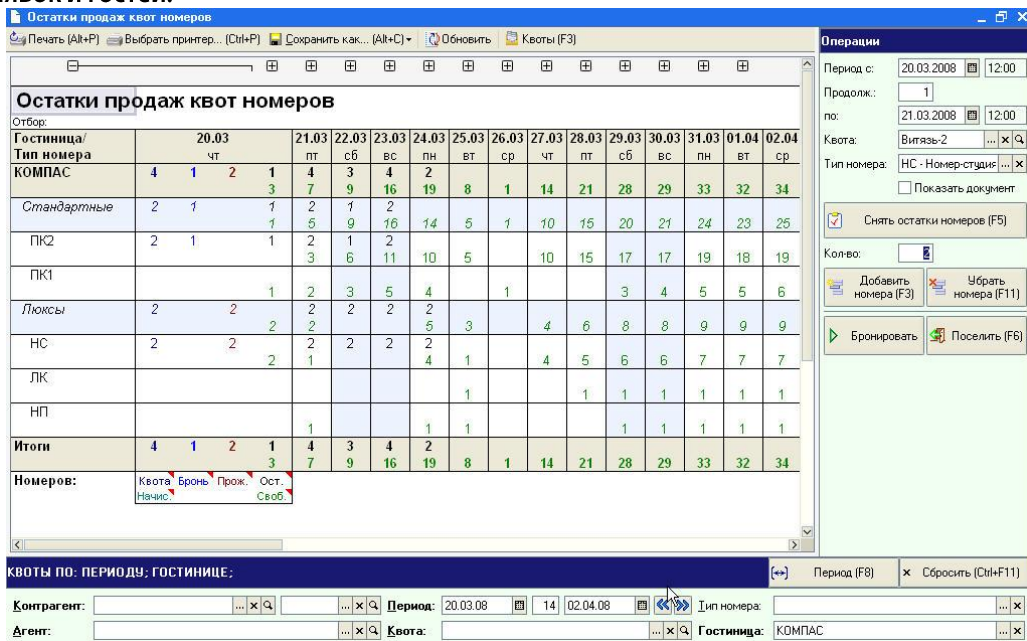 Остатки продаж квот номеров
Печать (Alt+P) Выбрать принтер... (Ctrl+P) Сохранить как... (Alt+C) Обновить Квоты (F3)
Остатки продаж квот номеров
Отбор:
Гостиница/ 20.03 21.03 22.03 23.03 24.03 25.03 26.03 27.03 28.03 29.03 30.03 31.03 01.04 02.04
Тип номера чт пт сб вс пн вт ср чт пт сб вс пн вт ср
КОМПАС 4 1 2 1 4 3 4 2
3 7 9 16 19 8 1 14 21 28 29 33 32 34
Стандартные 2 1 1 2 1 2
1 5 9 16 14 5 1 10 15 20 21 24 23 25
ПК2 2 1 1 2 1 2
3 6 11 10 5 10 15 17 17 19 18 19
ПК1
1 2 3 5 4 1 3 4 5 5 6
Люксы 2 2 2 2 2 2
2 2 5 3 4 6 8 8 9 9 9
НС 2 2 2 2 2 2
2 1 4 1 4 5 6 6 7 7 7
ЛК
1 1 1 1 1 1 1
НП
1 1 1 1 1 1 1 1
Итоги 4 1 2 1 4 3 4 2
3 7 9 16 19 8 1 14 21 28 29 33 32 34
Номеров: Квота Бронь Прож. Ост.
Начис. Своб.
Операции
Период с: 20.03.2008 12:00
Продолж.: 1
по: 21.03.2008 12:00
Квота: Витязь-2 ... x
Тип номера: НС - Номер-студия ... x
Показать документ
Снять остатки номеров (F5)
Кол-во: 2
Добавить номера (F3) Убрать номера (F11)
Бронировать Поселить (F6)
КВОТЫ ПО: ПЕРИОДУ; ГОСТИНИЦЕ; Период (F8) x Сбросить (Ctrl+F11)
Контрагент: ... x ... x Период: 20.03.08 14 02.04.08 Тип номера: ... x
Агент: ... x Квота: ... x Гостиница: КОМПАС ... x